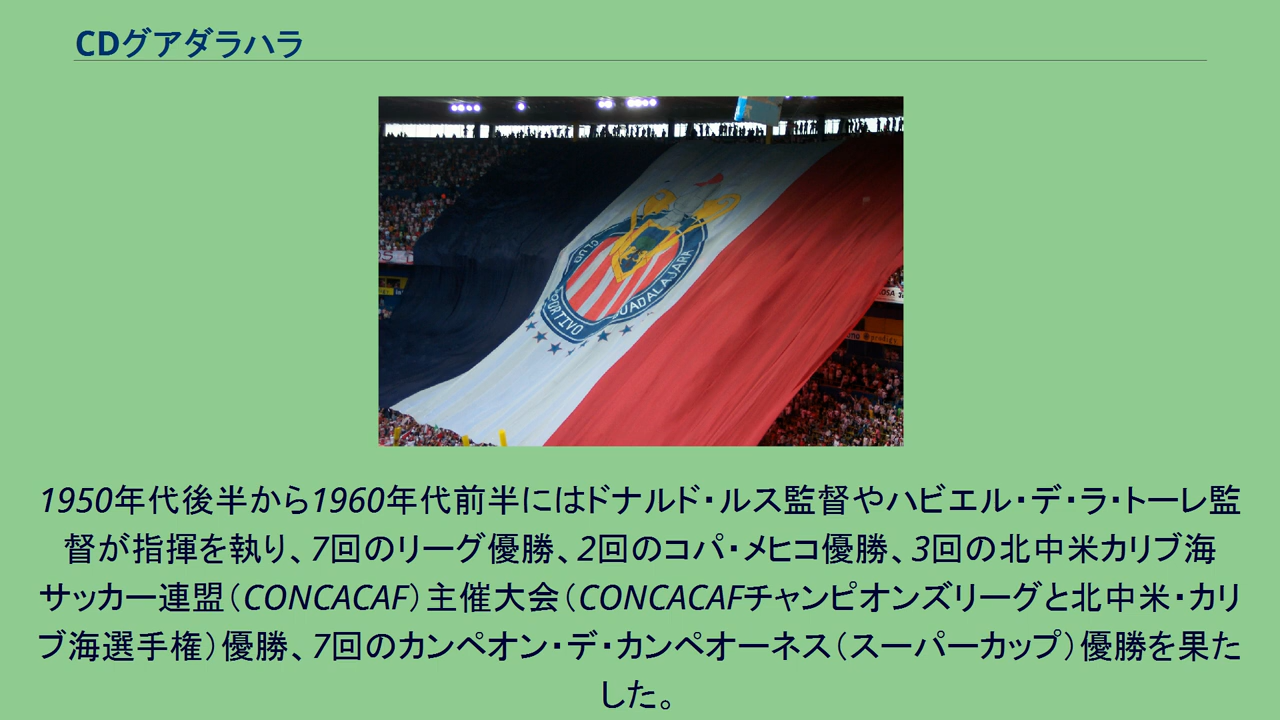 CDグアダラハラ
PORTIVO
GUADALAJARA
1950年代後半から1960年代前半にはドナルド・ルス監督やハビエル・デ・ラ・トーレ監
督が指揮を執り、7回のリーグ優勝、2回のコパ・メヒコ優勝、3回の北中米カリブ海
サッカー連盟（CONCACAF）主催大会（CONCACAFチャンピオンズリーグと北中米・カリ
ブ海選手権）優勝、7回のカンペオン・デ・カンペオーネス（スーパーカップ）優勝を果た
した。